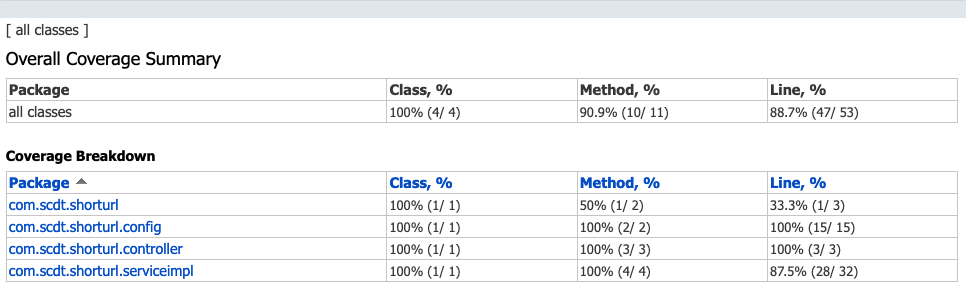 [ all classes ]
Overall Coverage Summary
Package Class, % Method, % Line, %
all classes 100% (4/ 4) 90.9% (10/ 11) 88.7% (47/ 53)
Coverage Breakdown
Package Class, % Method, % Line, %
com.scdt.shorturl 100% (1/ 1) 50% (1/ 2) 33.3% (1/ 3)
com.scdt.shorturl.config 100% (1/ 1) 100% (2/ 2) 100% (15/ 15)
com.scdt.shorturl.controller 100% (1/ 1) 100% (3/ 3) 100% (3/ 3)
com.scdt.shorturl.serviceimpl 100% (1/ 1) 100% (4/ 4) 87.5% (28/ 32)